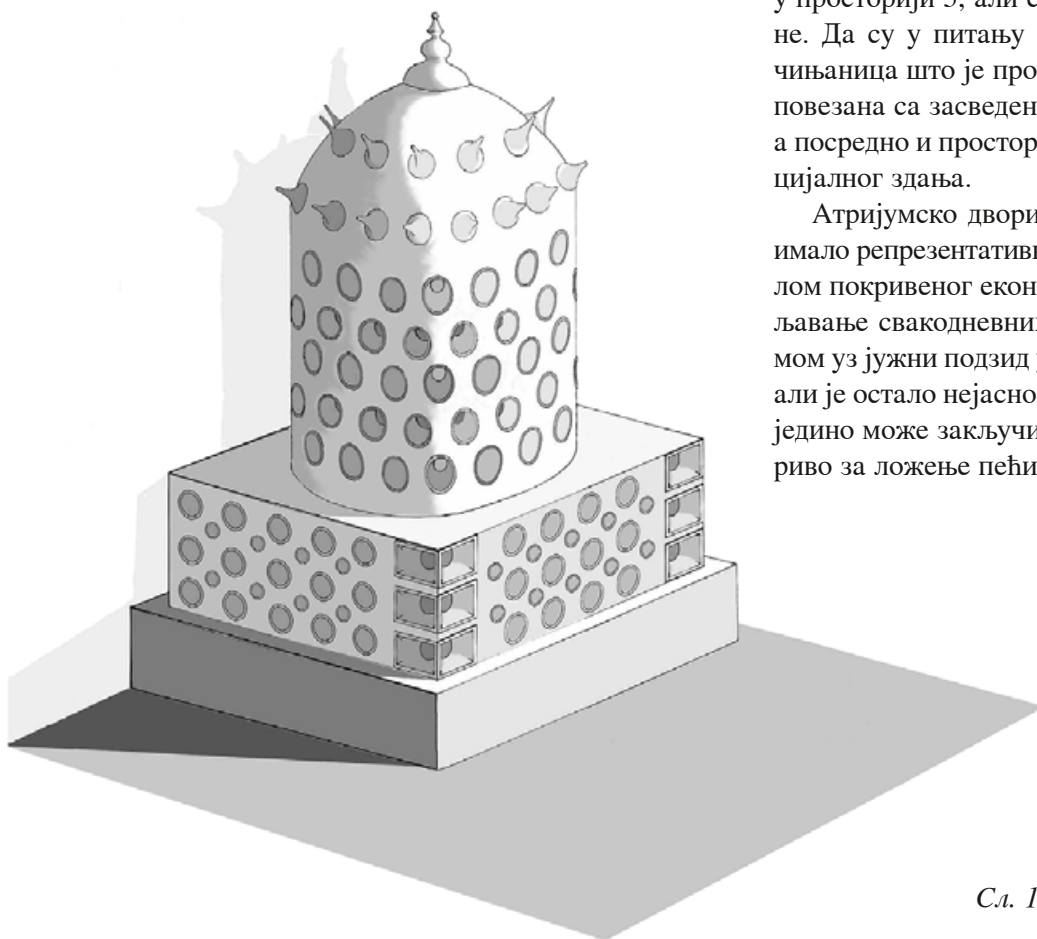 у просторији 5, али с
не. Да су у питању
чињаница што је про
повезана са засведен
а посредно и простор
цијалног здања.
Атријумско двори
имало репрезентативн
лом покривеног екон
љавање свакодневних
мом уз јужни подзид у
али је остало нејасно
једино може закључи
риво за ложење пећи
Сл. 1